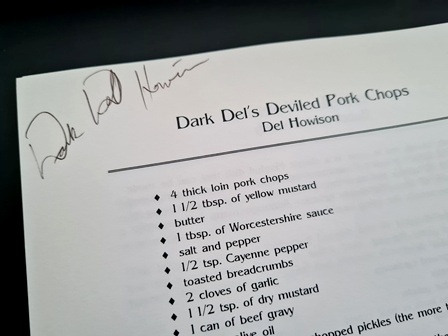 Dark Del Howison
Dark Del's Deviled Pork Chops
Del Howison
♦ 4 thick loin pork chops
♦ 1 1/2 tbsp. of yellow mustard
♦ butter
♦ 1 tbsp. of Worcestershire sauce
♦ salt and pepper
♦ 1/2 tsp. Cayenne pepper
♦ toasted breadcrumbs
♦ 2 cloves of garlic
♦ 1 1/2 tsp. of dry mustard
♦ 1 can of beef gravy
olive oil
chopped pickles (the more